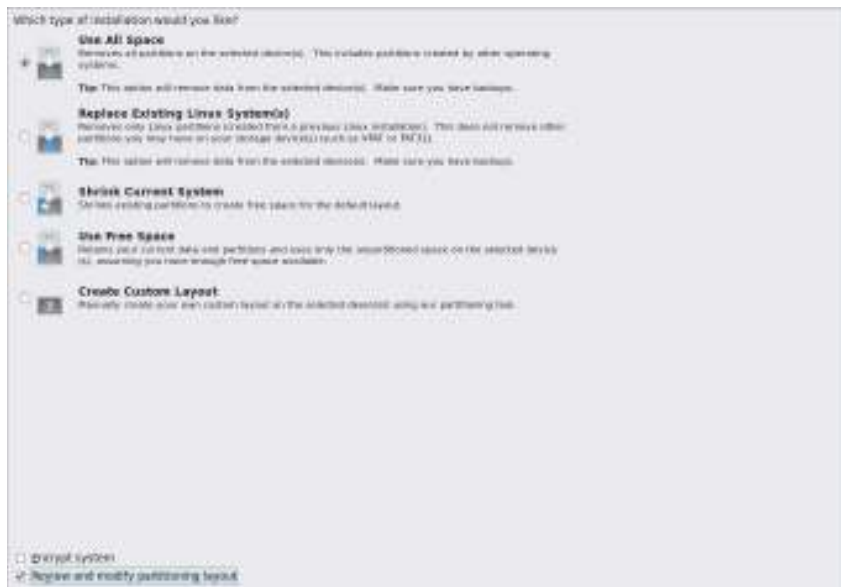 Which type of installation would you like?
Use All Space
Removes all partitions on the selected device(s). This includes partitions created by other operating
systems.
Tip: This option will remove data from the selected device(s). Make sure you have backups.
Replace Existing Linux System(s)
Removes only Linux partitions (created from a previous Linux installation). This does not remove other
partitions you may have on your storage device(s) (such as VFAT or FAT32).
Tip: This option will remove data from the selected device(s). Make sure you have backups.
Shrink Current System
Shrinks existing partitions to create free space for the default layout.
Use Free Space
Retains your current data and partitions and uses only the unpartitioned space on the selected device
(s), assuming you have enough free space available.
Create Custom Layout
Manually create your own custom layout on the selected device(s) using our partitioning tool.
Encrypt system
Review and modify partitioning layout